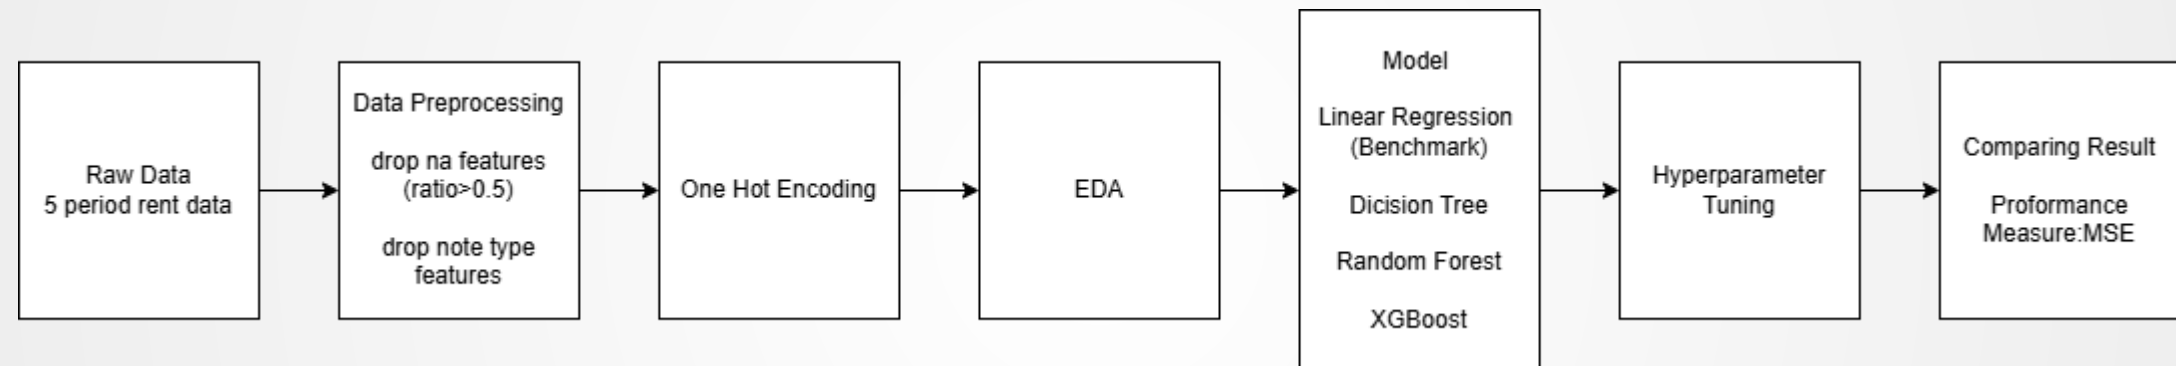 Raw Data
5 period rent data
Data Preprocessing
drop na features
(ratio>0.5)
drop note type
features
One Hot Encoding
EDA
Model
Linear Regression
(Benchmark)
Dicision Tree
Random Forest
XGBoost
Hyperparameter
Tuning
Comparing Result
Proformance
Measure:MSE